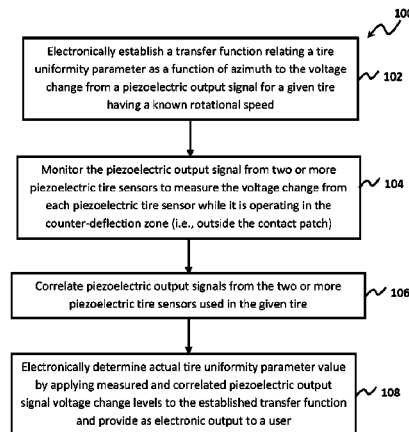 100
Electronically establish a transfer function relating a tire
uniformity parameter as a function of azimuth to the voltage
change from a piezoelectric output signal for a given tire
having a known rotational speed
102
Monitor the piezoelectric output signal from two or more
piezoelectric tire sensors to measure the voltage change from
each piezoelectric tire sensor while it is operating in the
counter-deflection zone (i.e., outside the contact patch)
104
Correlate piezoelectric output signals from the two or more
piezoelectric tire sensors used in the given tire
106
Electronically determine actual tire uniformity parameter value
by applying measured and correlated piezoelectric output
signal voltage change levels to the established transfer function
and provide as electronic output to a user
108